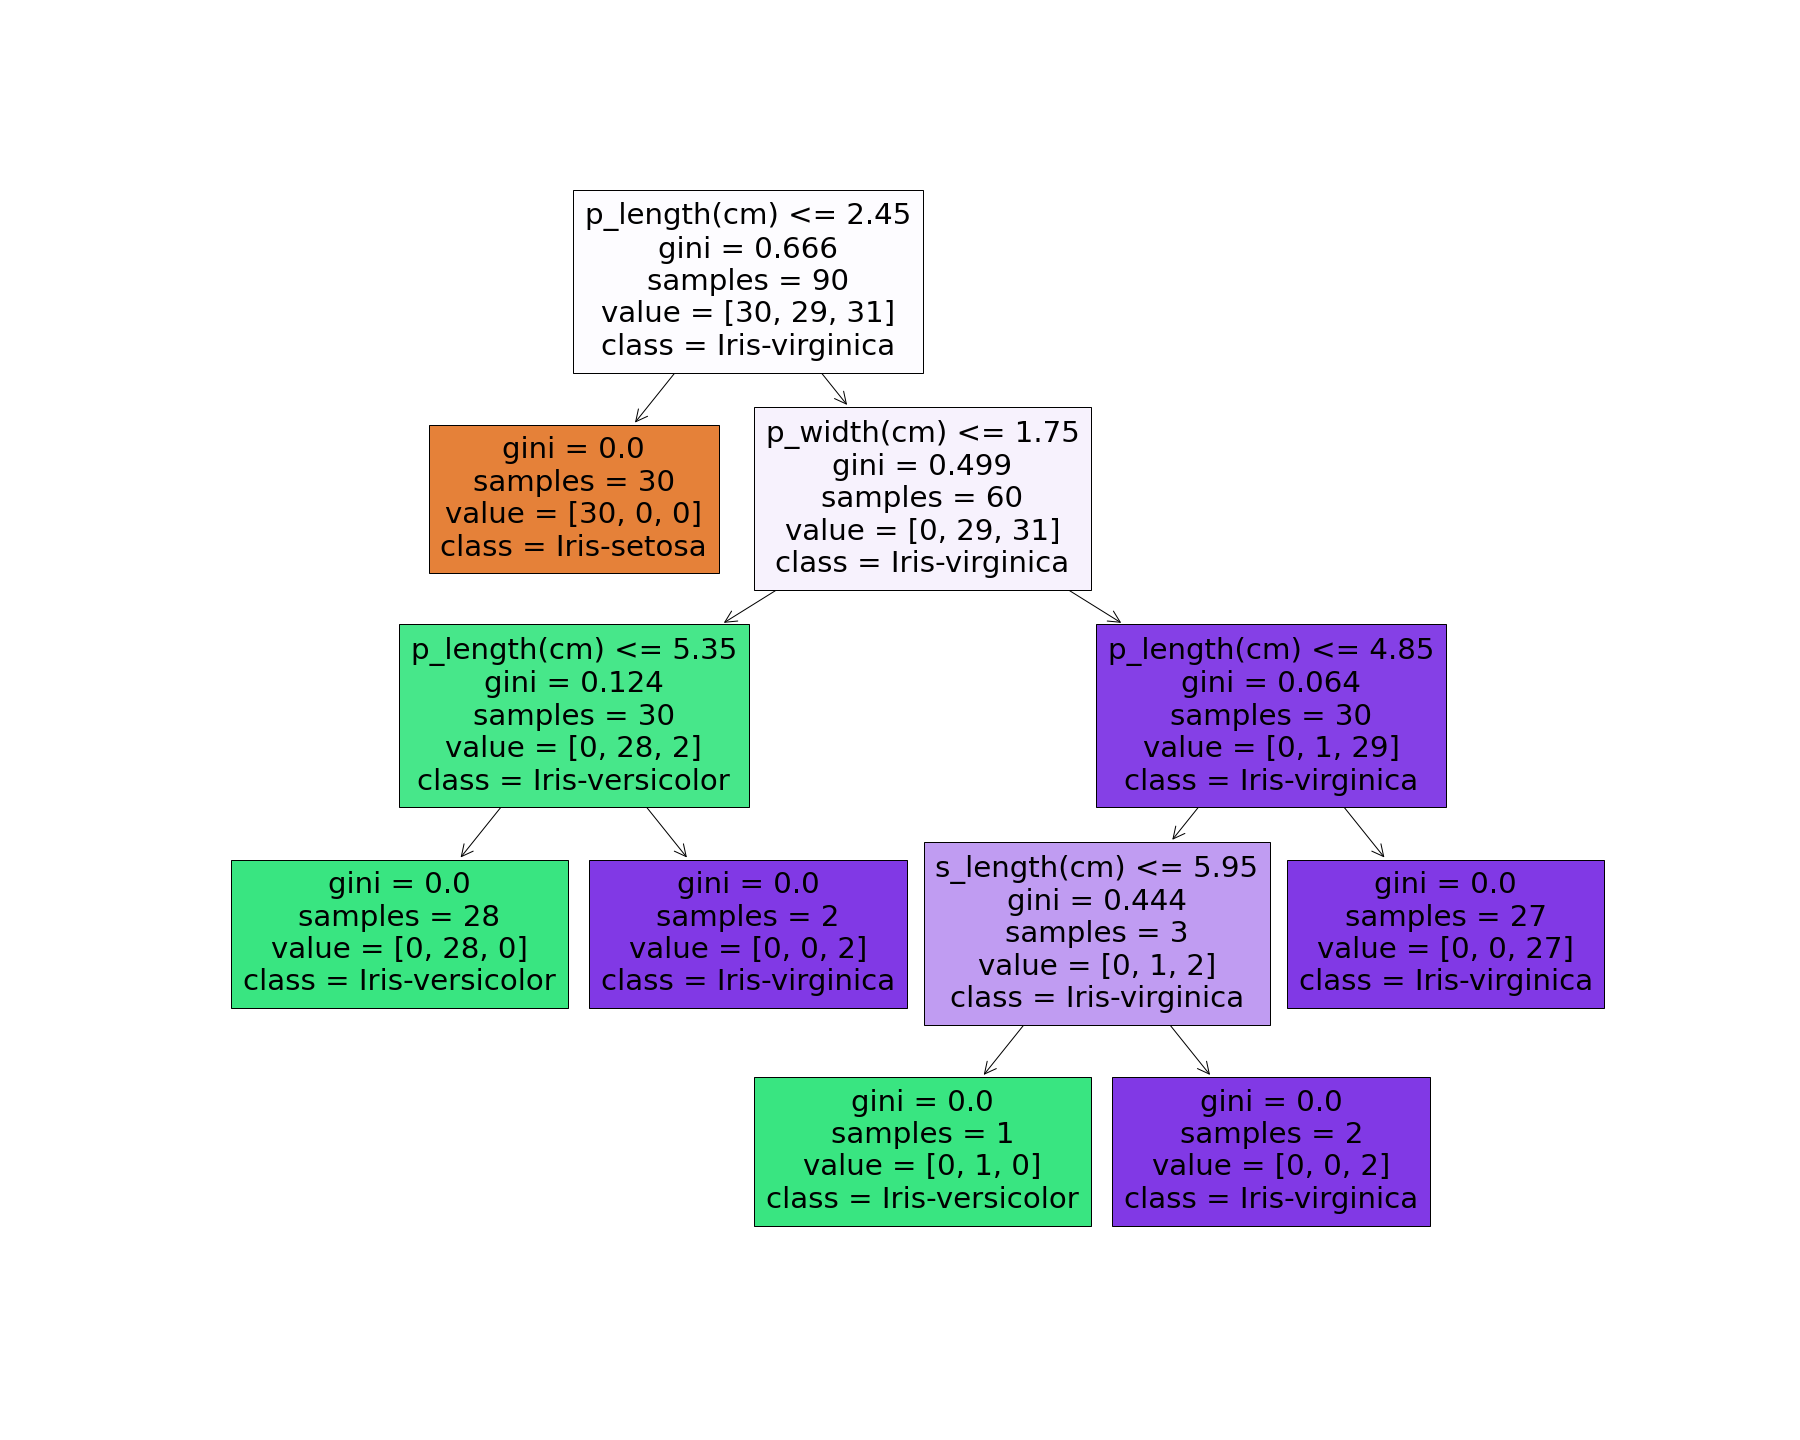 p_length(cm) <= 2.45
gini = 0.666
samples = 90
value = [30, 29, 31]
class = Iris-virginica
gini = 0.0
samples = 30
value = [30, 0, 0]
class = Iris-setosa
p_width(cm) <= 1.75
gini = 0.499
samples = 60
value = [0, 29, 31]
class = Iris-virginica
p_length(cm) <= 5.35
gini = 0.124
samples = 30
value = [0, 28, 2]
class = Iris-versicolor
p_length(cm) <= 4.85
gini = 0.064
samples = 30
value = [0, 1, 29]
class = Iris-virginica
gini = 0.0
samples = 28
value = [0, 28, 0]
class = Iris-versicolor
gini = 0.0
samples = 2
value = [0, 0, 2]
class = Iris-virginica
s_length(cm) <= 5.95
gini = 0.444
samples = 3
value = [0, 1, 2]
class = Iris-virginica
gini = 0.0
samples = 27
value = [0, 0, 27]
class = Iris-virginica
gini = 0.0
samples = 1
value = [0, 1, 0]
class = Iris-versicolor
gini = 0.0
samples = 2
value = [0, 0, 2]
class = Iris-virginica